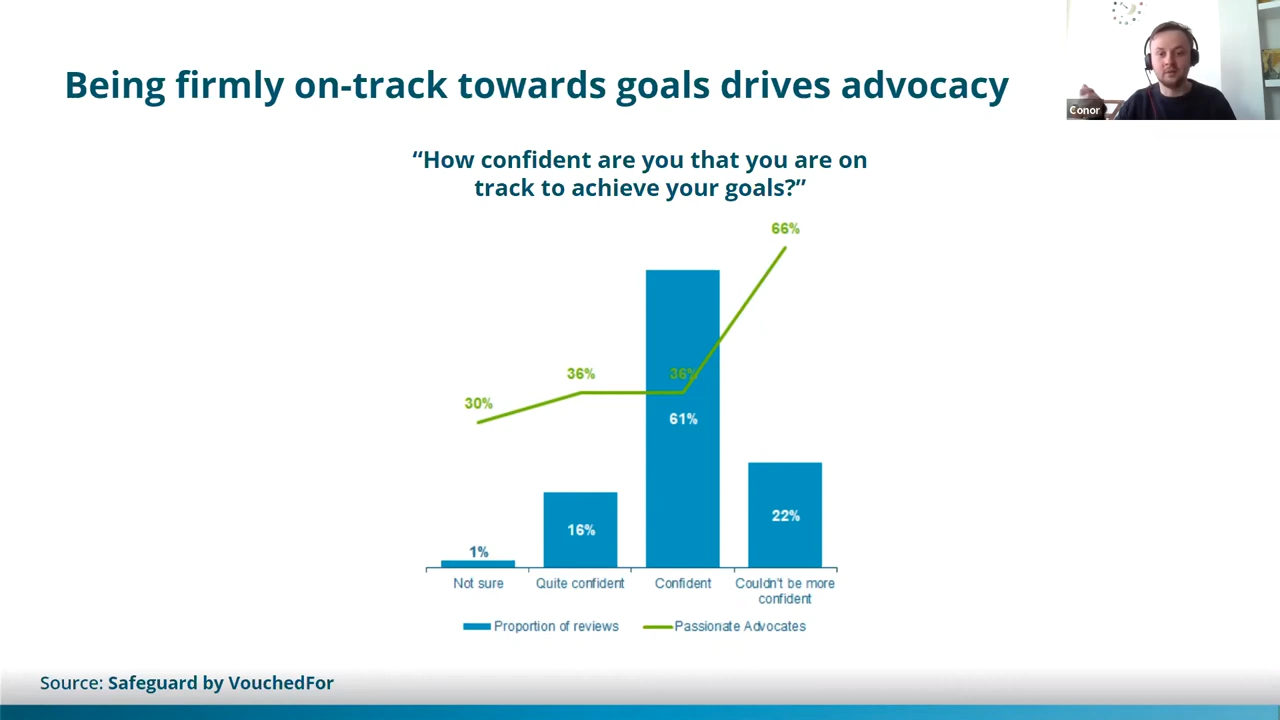 Being firmly on-track towards goals drives advocacy
Conor
“How confident are you that you are on
track to achieve your goals?”
66%
36%
36%
30%
61%
22%
16%
1%
Not sure
Quite confident
Confident
Couldn't be more
confident
Proportion of reviews
Passionate Advocates
Source: Safeguard by VouchedFor